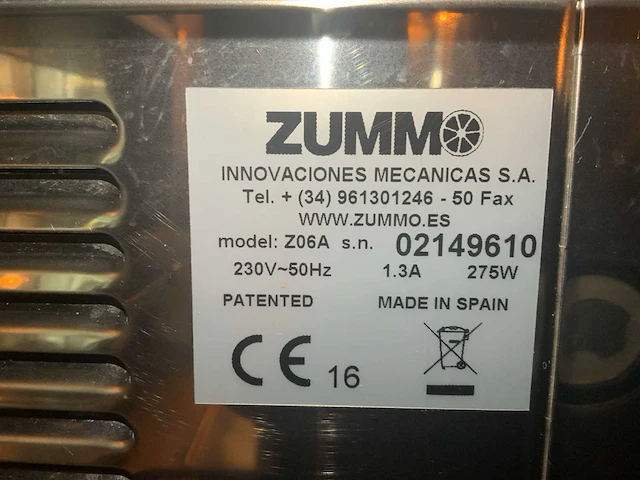 ZUMMO
INNOVACIONES MECANICAS S.A.
Tel. + (34) 961301246 - 50 Fax
WWW.ZUMMO.ES
model: Z06A s.n. 02149610
230V~50Hz 1.3A 275W
PATENTED MADE IN SPAIN
CE 16